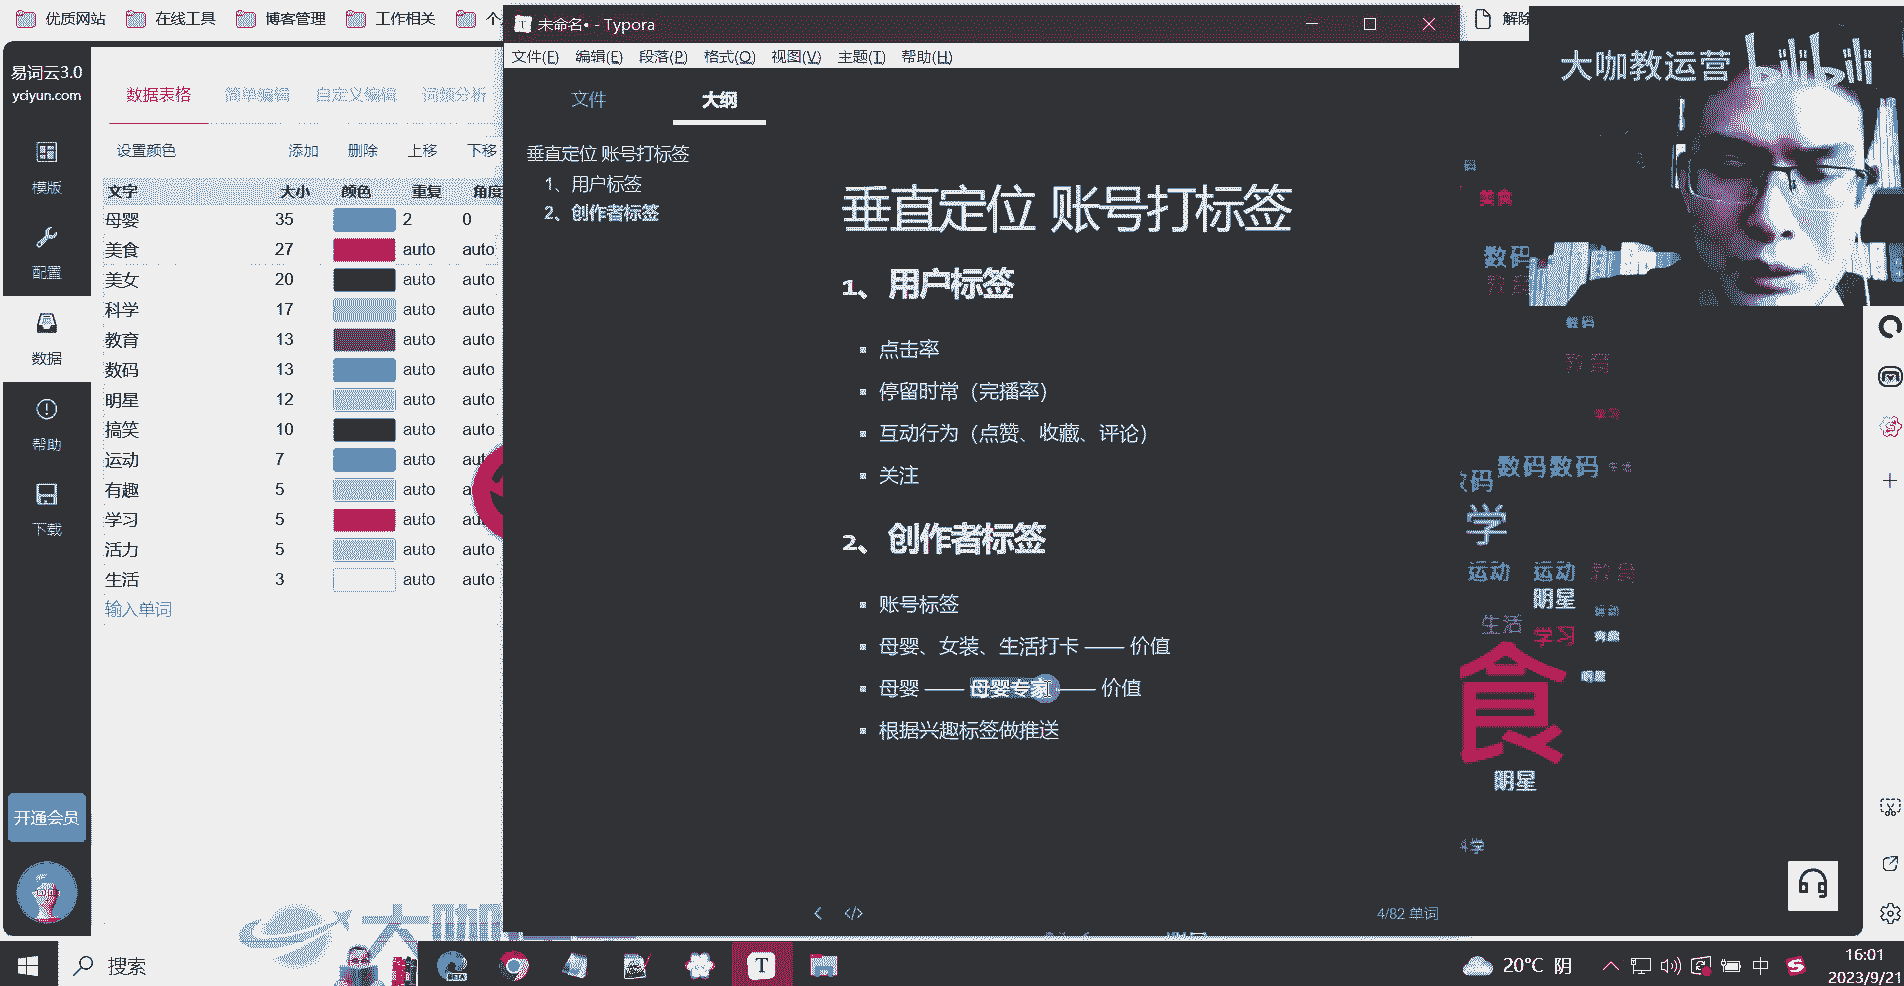 优质网站 在线工具 博客管理 工作相关
未命名• - Typora
解除
易词云3.0
yciyun.com
模版
配置
数据
帮助
下载
开通会员
数据表格 简单编辑 自定义编辑 词频分析
设置颜色 添加 删除 上移 下移
文字 大小 颜色 重复 角度
母婴 35 2 0
美食 27 auto auto
美女 20 auto auto
科学 17 auto auto
教育 13 auto auto
数码 13 auto auto
明星 12 auto auto
搞笑 10 auto auto
运动 7 auto auto
有趣 5 auto
学习 5 auto
活力 5 auto auto
生活 3 auto auto
输入单词
文件(F) 编辑(E) 段落(P) 格式(O) 视图(V) 主题(T) 帮助(H)
文件 大纲
垂直定位 账号打标签
1、用户标签
2、创作者标签
垂直定位 账号打标签
1、 用户标签
点击率
停留时常（完播率）
互动行为（点赞、收藏、评论）
关注
2、 创作者标签
账号标签
母婴、女装、生活打卡 —— 价值
母婴 —— 母婴专家 —— 价值
根据兴趣标签做推送
4/82 单词
大咖教运营
bilibili
美食
数码
数码
数码 数码
学
运动 运动 教育
明星
生活 学习
食
明星
大咖
搜索
20°C 阴
中
16:01
2023/9/21